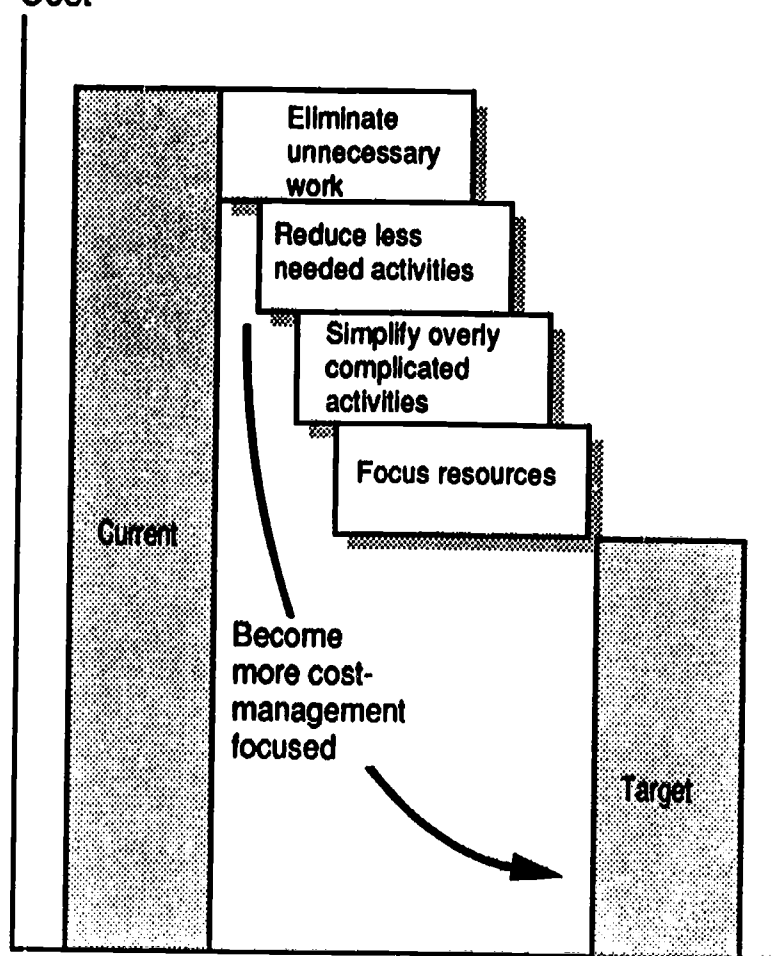 Cost
Eliminate
unnecessary
work
Reduce less
needed activities
Simplify overly
complicated
activities
Focus resources
Current
Become
more cost-
management
focused
Target